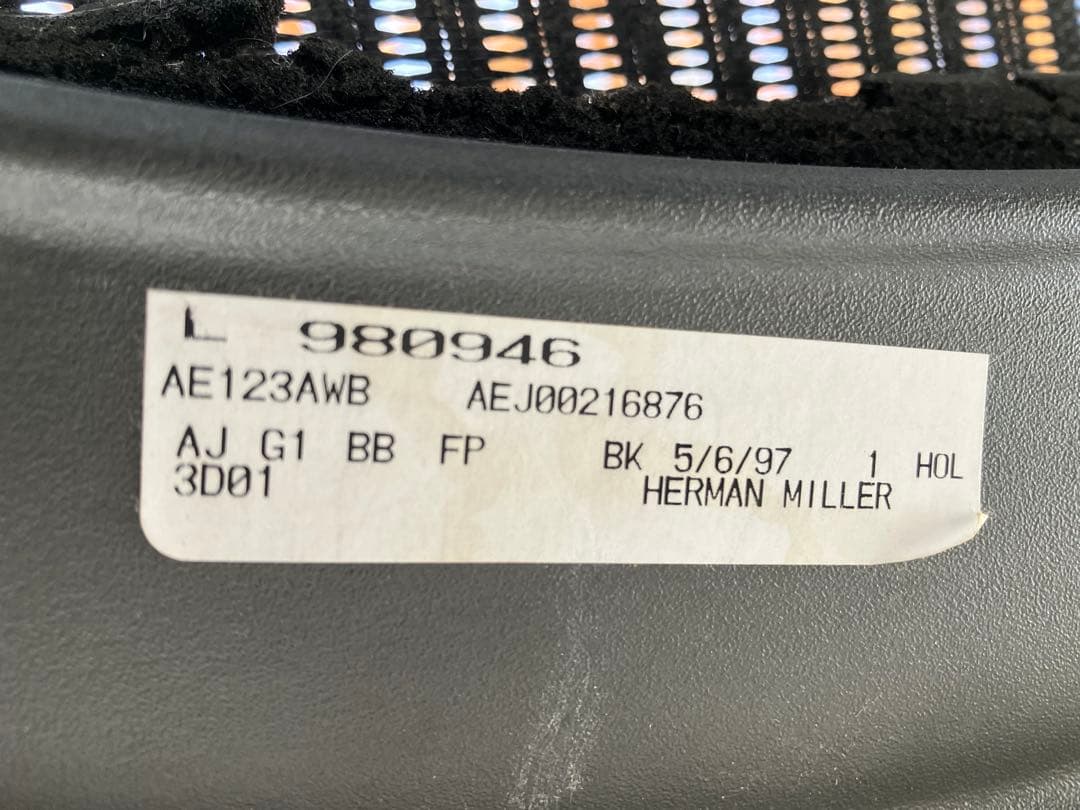 L 980946
AE123AWB AEJ00216876
AJ G1 BB FP BK 5/6/97 1 HOL
3D01 HERMAN MILLER